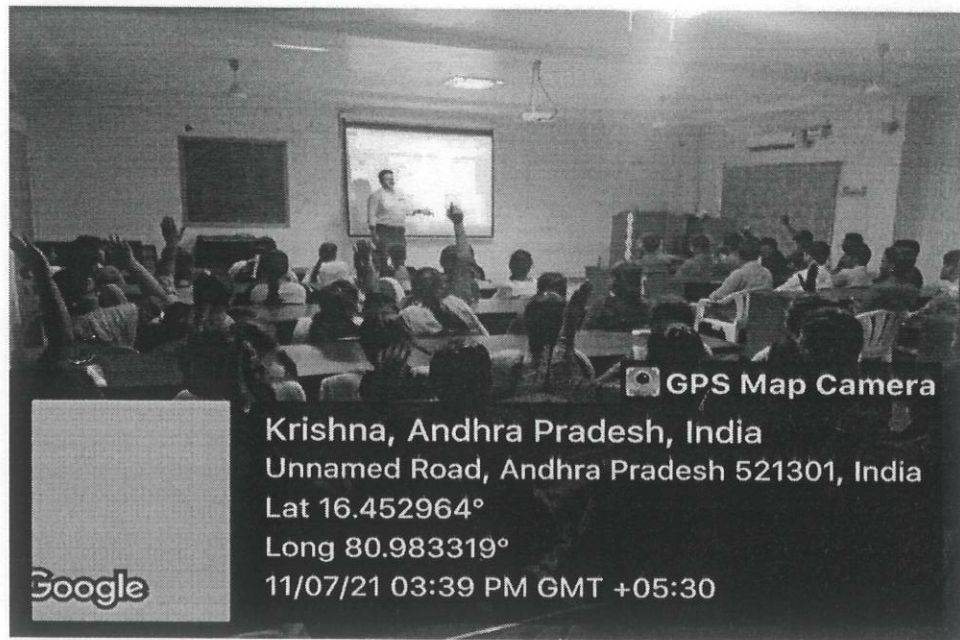 GPS Map Camera
Krishna, Andhra Pradesh, India
Unnamed Road, Andhra Pradesh 521301, India
Lat 16.452964°
Long 80.983319°
11/07/21 03:39 PM GMT +05:30
Google